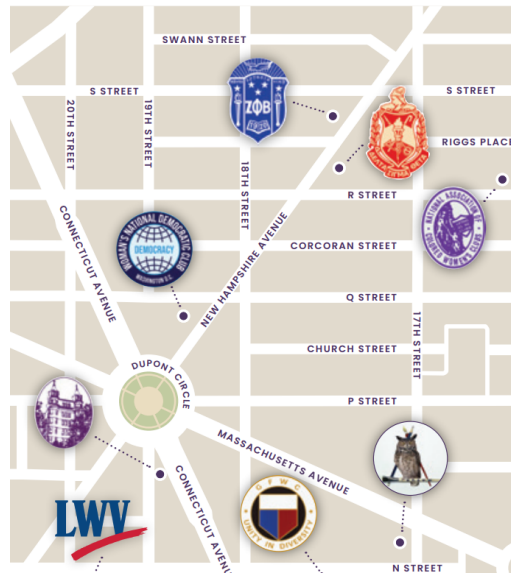 SWANN STREET
S STREET
S STREET
20TH STREET
19TH STREET
ΖΦΒ
1920
RIGGS PLACE
18TH STREET
R STREET
NATIONAL ASSOCIATION OF
COLORED WOMEN'S CLUBS
WOMAN'S NATIONAL DEMOCRATIC CLUB
DEMOCRACY
WASHINGTON D.C.
CORCORAN STREET
CONNECTICUT AVENUE
NEW HAMPSHIRE AVENUE
Q STREET
17TH STREET
CHURCH STREET
DUPONT CIRCLE
P STREET
MASSACHUSETTS AVENUE
CONNECTICUT AVENUE
LWV
GFWC
UNITY IN DIVERSITY
N STREET